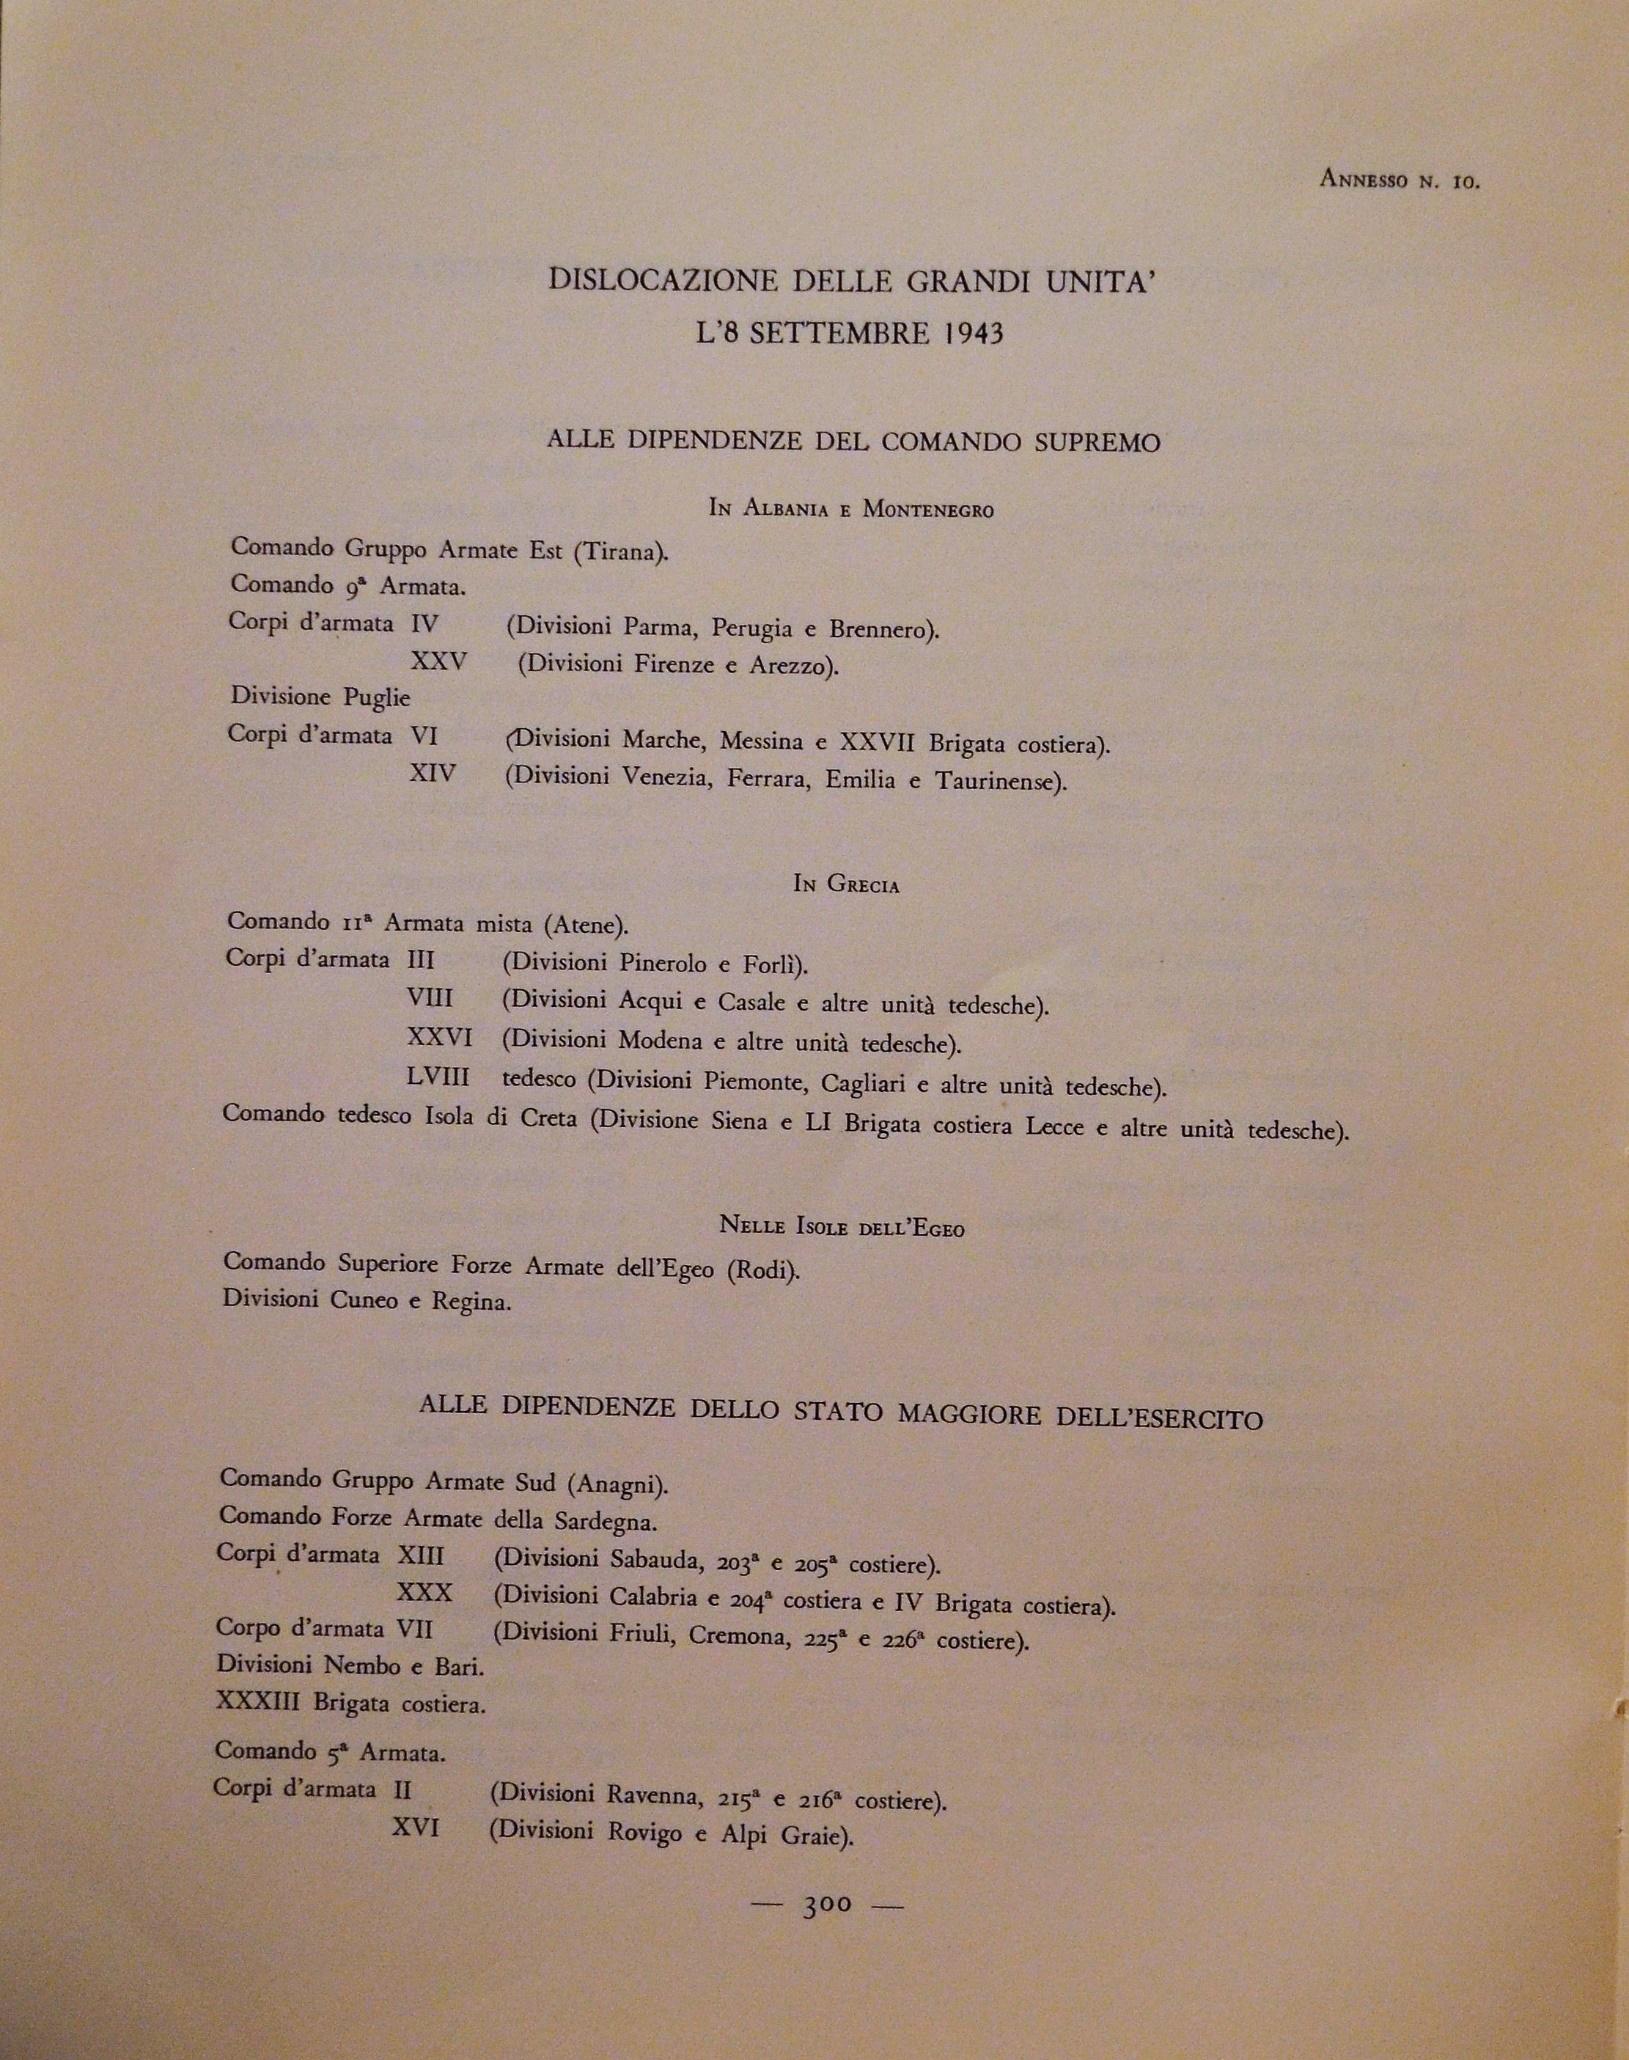 Annesso n. 10.
DISLOCAZIONE DELLE GRANDI UNITA'
L'8 SETTEMBRE 1943
ALLE DIPENDENZE DEL COMANDO SUPREMO
In Albania e Montenegro
Comando Gruppo Armate Est (Tirana).
Comando 9ª Armata.
Corpi d'armata IV (Divisioni Parma, Perugia e Brennero).
XXV (Divisioni Firenze e Arezzo).
Divisione Puglie
Corpi d'armata VI (Divisioni Marche, Messina e XXVII Brigata costiera).
XIV (Divisioni Venezia, Ferrara, Emilia e Taurinense).
In Grecia
Comando 11ª Armata mista (Atene).
Corpi d'armata III (Divisioni Pinerolo e Forlì).
VIII (Divisioni Acqui e Casale e altre unità tedesche).
XXVI (Divisioni Modena e altre unità tedesche).
LVIII tedesco (Divisioni Piemonte, Cagliari e altre unità tedesche).
Comando tedesco Isola di Creta (Divisione Siena e LI Brigata costiera Lecce e altre unità tedesche).
Nelle Isole dell'Egeo
Comando Superiore Forze Armate dell'Egeo (Rodi).
Divisioni Cuneo e Regina.
ALLE DIPENDENZE DELLO STATO MAGGIORE DELL'ESERCITO
Comando Gruppo Armate Sud (Anagni).
Comando Forze Armate della Sardegna.
Corpi d'armata XIII (Divisioni Sabauda, 203ª e 205ª costiere).
XXX (Divisioni Calabria e 204ª costiera e IV Brigata costiera).
Corpo d'armata VII (Divisioni Friuli, Cremona, 225ª e 226ª costiere).
Divisioni Nembo e Bari.
XXXIII Brigata costiera.
Comando 5ª Armata.
Corpi d'armata II (Divisioni Ravenna, 215ª e 216ª costiere).
XVI (Divisioni Rovigo e Alpi Graie).
— 300 —